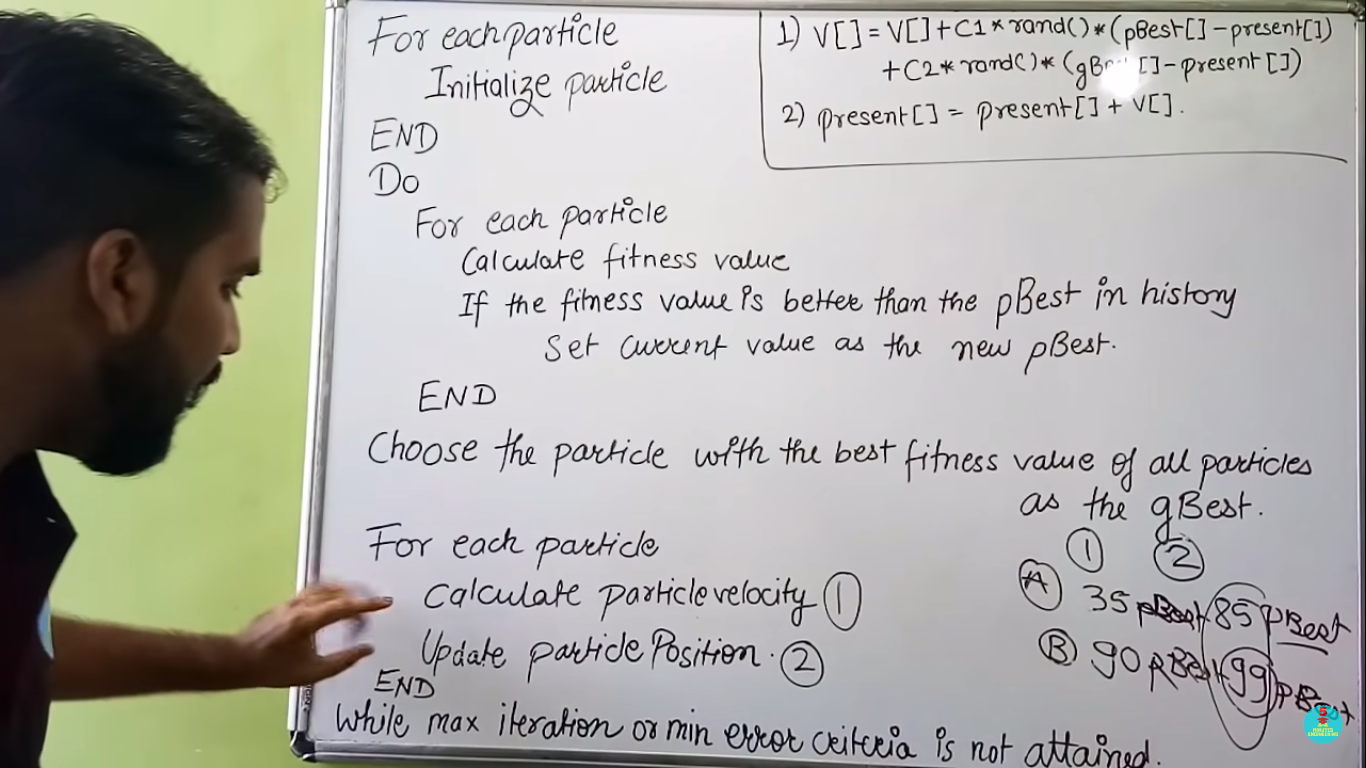 For each particle
Initialize particle
END
Do
For each particle
Calculate fitness value
If the fitness value is better than the pBest in history
Set current value as the new pBest.
END
Choose the particle with the best fitness value of all particles
as the gBest.
For each particle
Calculate particle velocity ①
Update particle Position. ②
END
While max iteration or min error criteria is not attained.
1) V[] = V[] + C1 * rand() * (pBest[] - present[])
+ C2 * rand() * ( [] - present[])
2) present[] = present[] + V[].
① ②
Ⓐ 35 pBest 85 pBest
Ⓑ 90 pBest 99 pBest
5
MINUTES
ENGINEERING